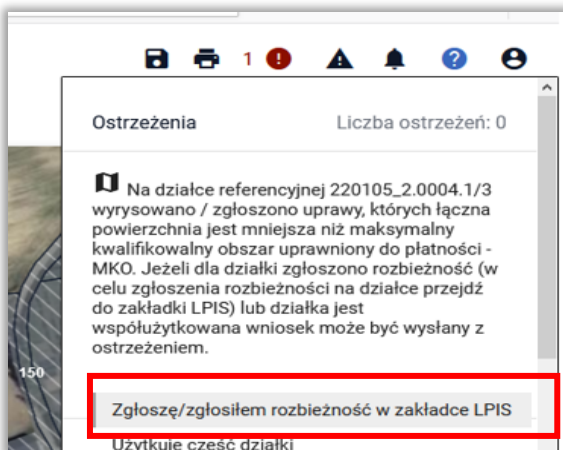 1
Ostrzeżenia Liczba ostrzeżeń: 0
Na działce referencyjnej 220105_2.0004.1/3
wyrysowano / zgłoszono uprawy, których łączna
powierzchnia jest mniejsza niż maksymalny
kwalifikowalny obszar uprawniony do płatności -
MKO. Jeżeli dla działki zgłoszono rozbieżność (w
celu zgłoszenia rozbieżności na działce przejdź
do zakładki LPIS) lub działka jest
współużytkowana wniosek może być wysłany z
ostrzeżeniem.
150
Zgłoszę/zgłosiłem rozbieżność w zakładce LPIS
Użytkuję część działki